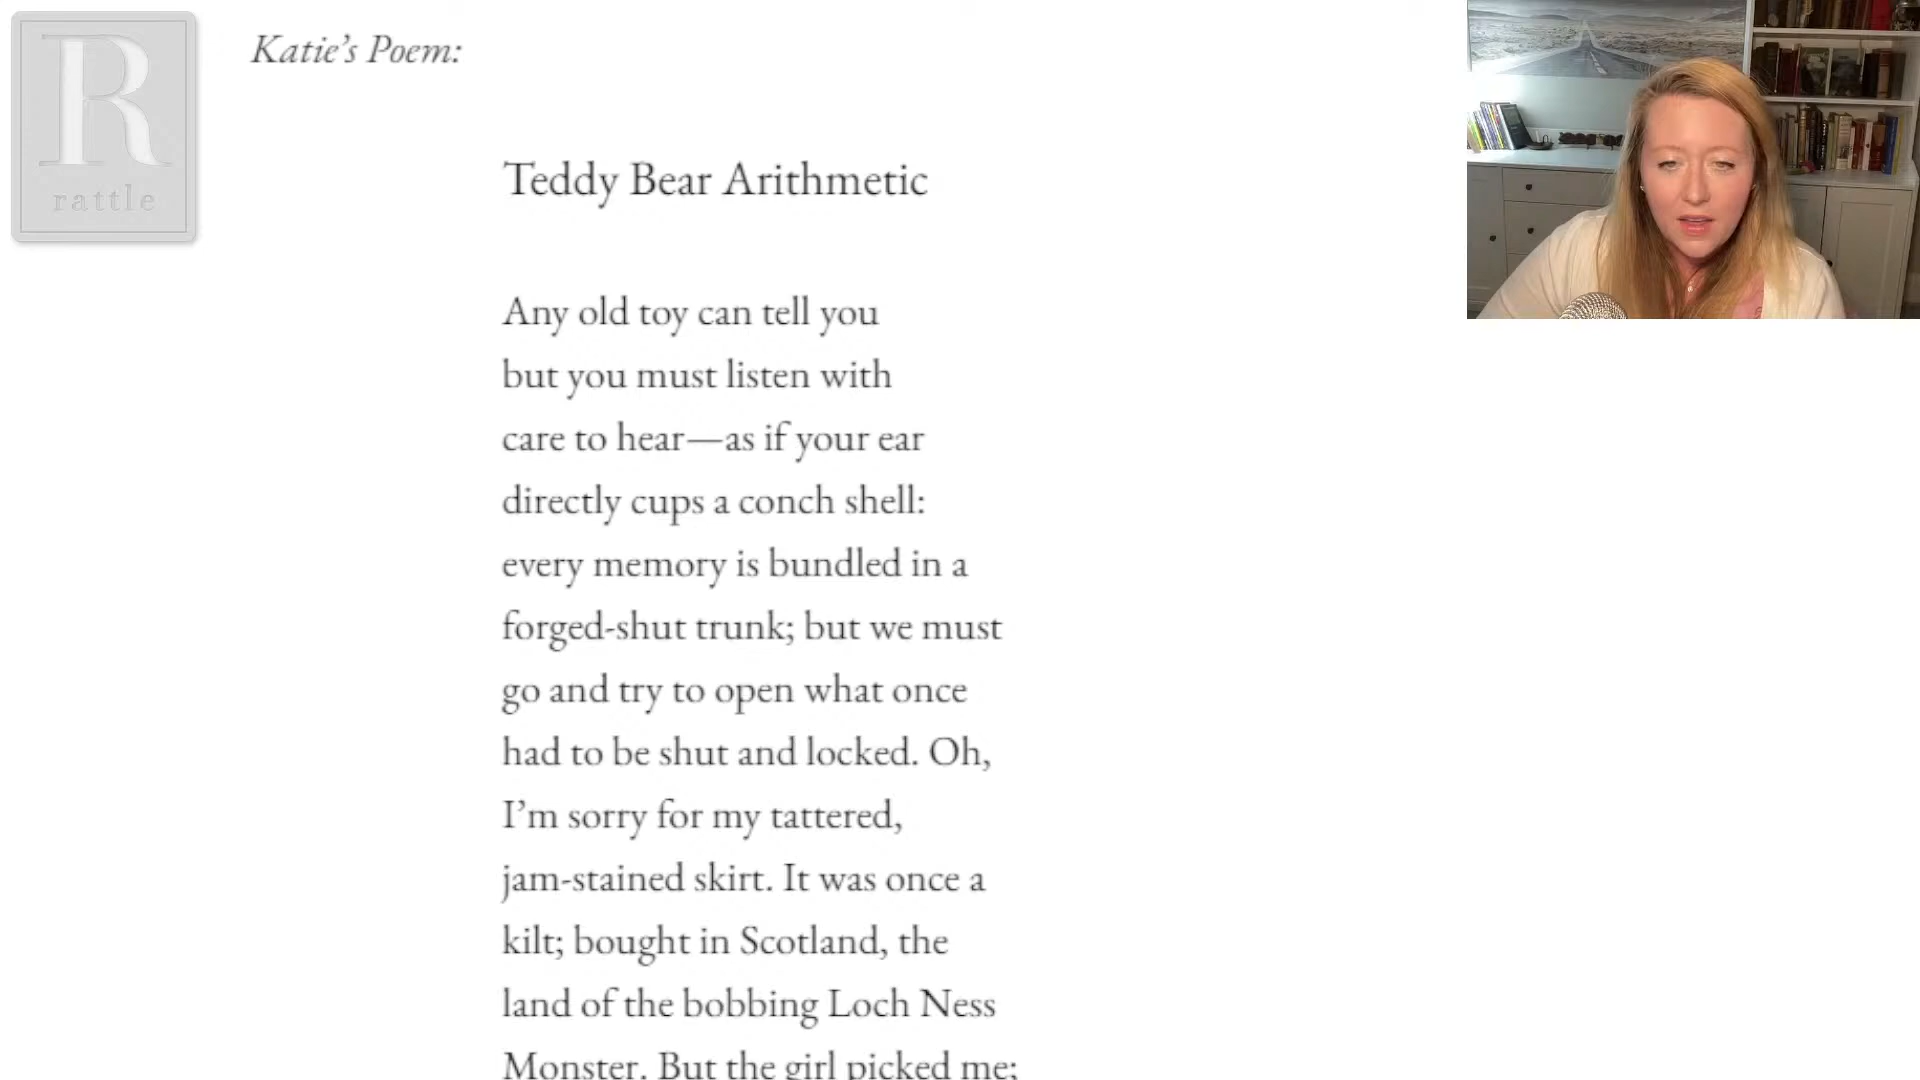 R
rattle
Katie’s Poem:
Teddy Bear Arithmetic
Any old toy can tell you
but you must listen with
care to hear—as if your ear
directly cups a conch shell:
every memory is bundled in a
forged-shut trunk; but we must
go and try to open what once
had to be shut and locked. Oh,
I’m sorry for my tattered,
jam-stained skirt. It was once a
kilt; bought in Scotland, the
land of the bobbing Loch Ness
Monster. But the girl picked me;